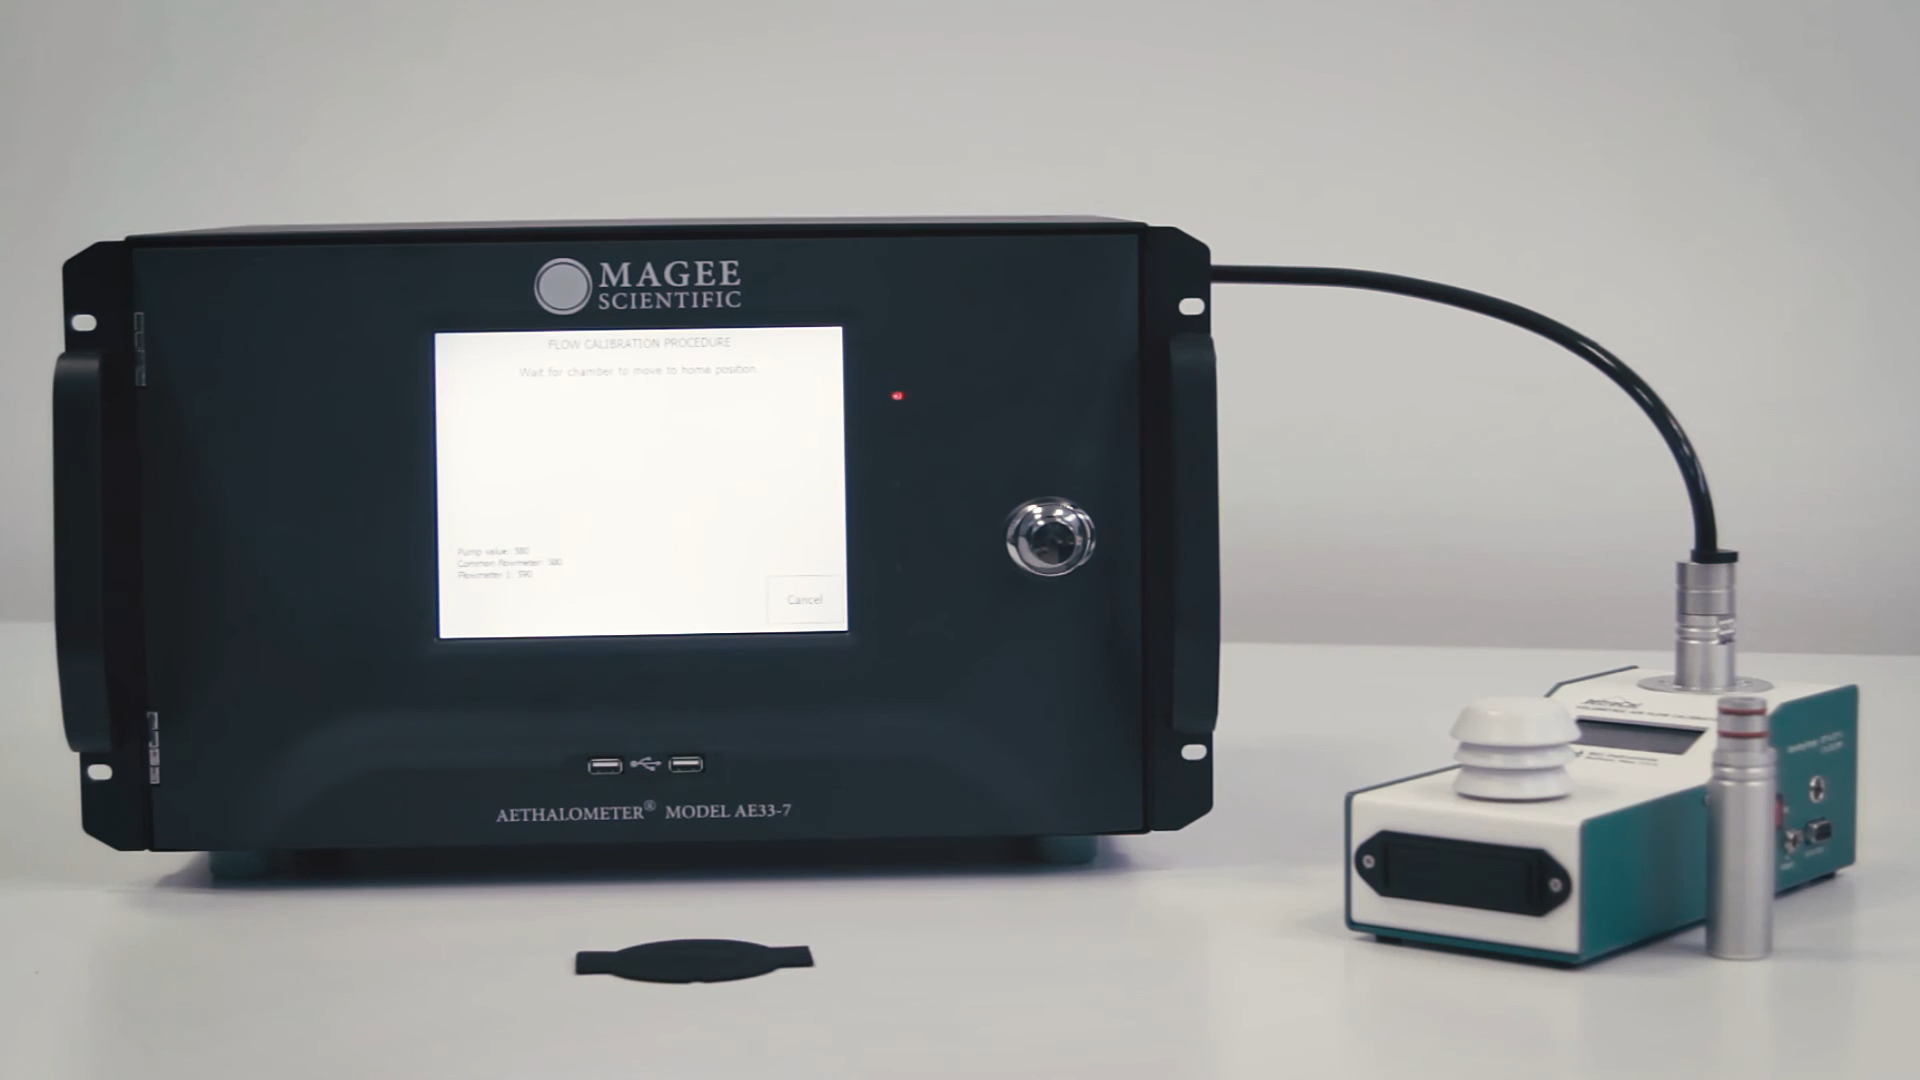 MAGEE
SCIENTIFIC
FLOW CALIBRATION PROCEDURE
Wait for chamber to move to home position.
Pump value: 380
Common flowmeter: 380
Flowmeter 1: 390
Cancel
AETHALOMETER® MODEL AE33-7